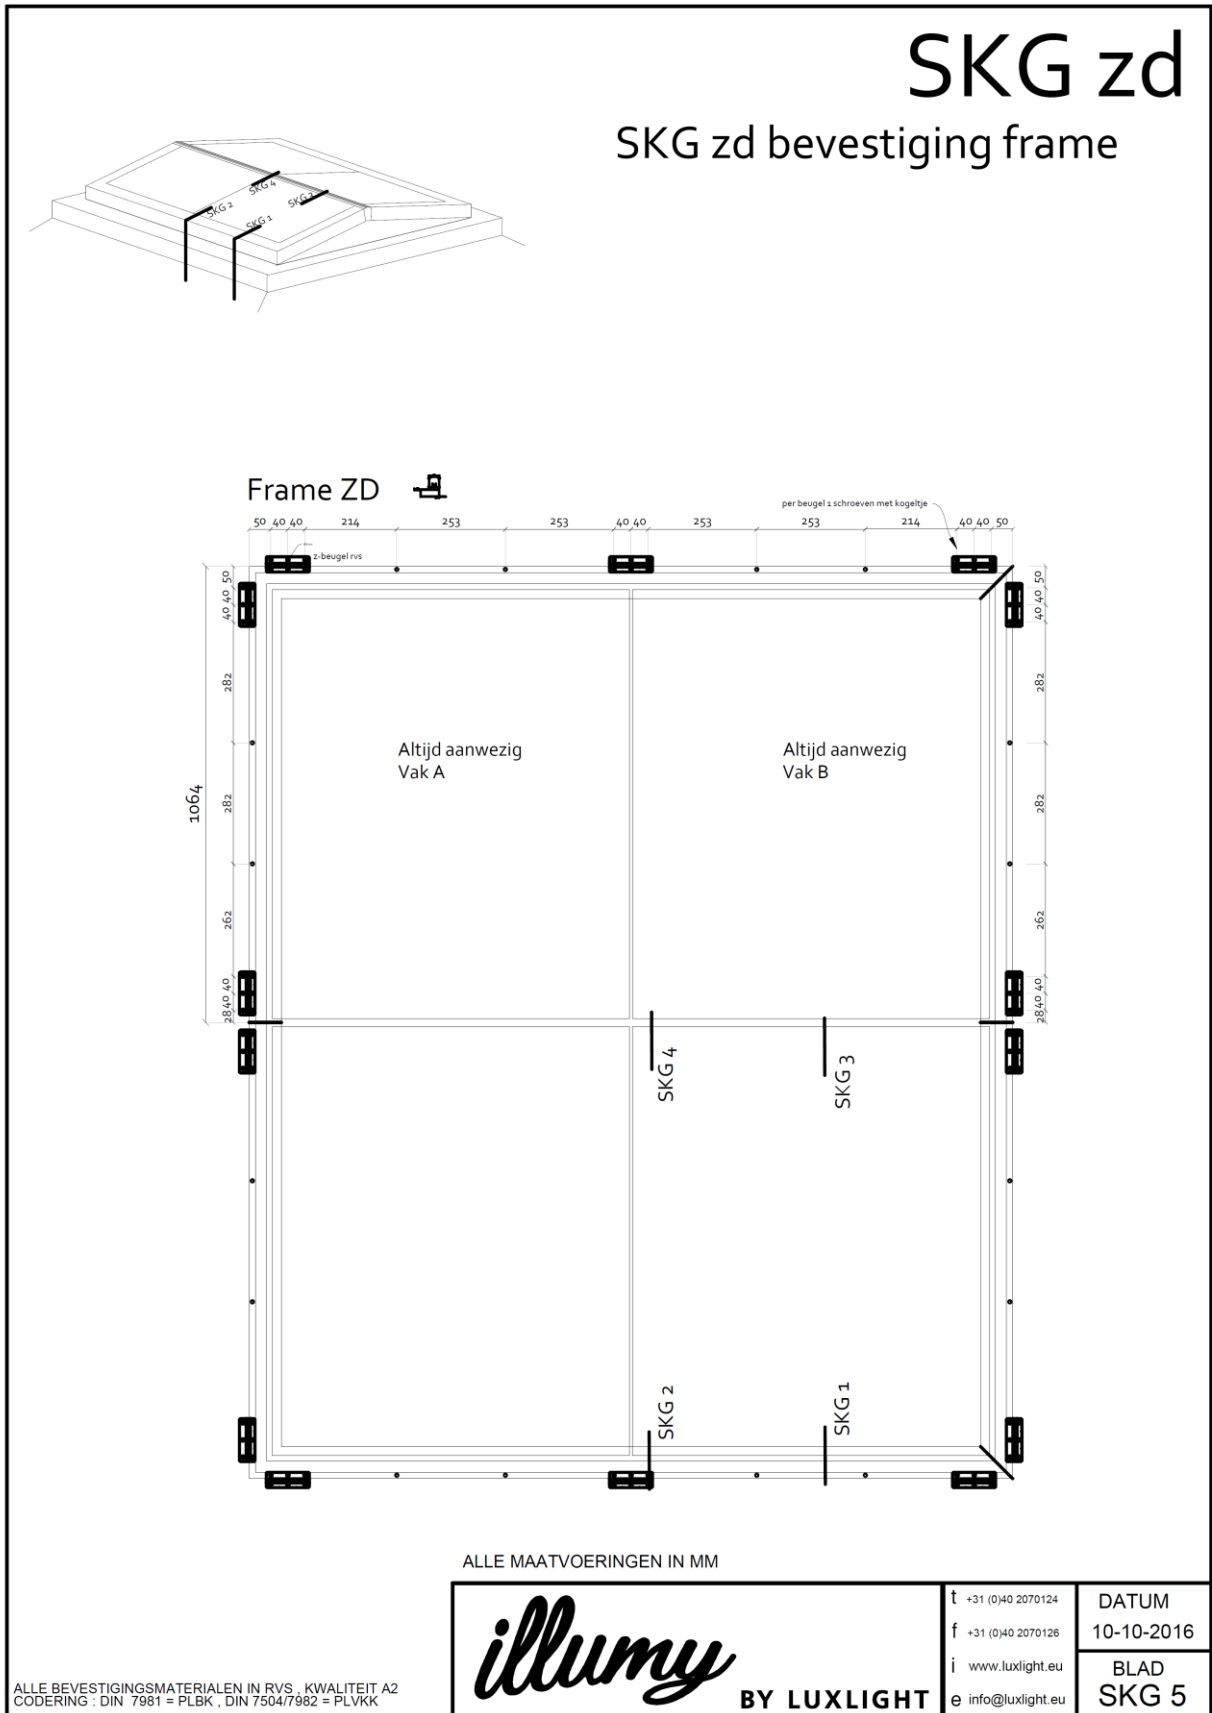 SKG zd
SKG zd bevestiging frame
SKG 4
SKG 2
SKG 3
SKG 1
Frame ZD
per beugel 1 schroeven met kogeltje
50 40 40 214 253 253 40 40 253 253 214 40 40 50
z-beugel rvs
50 40 40 282 282 262 40 40 28
1064
50 40 40 282 282 262 40 40 28
Altijd aanwezig
Vak A
Altijd aanwezig
Vak B
SKG 4
SKG 3
SKG 2
SKG 1
ALLE MAATVOERINGEN IN MM
illumy
BY LUXLIGHT
t +31 (0)40 2070124
f +31 (0)40 2070126
i www.luxlight.eu
e info@luxlight.eu
DATUM
10-10-2016
BLAD
SKG 5
ALLE BEVESTIGINGSMATERIALEN IN RVS , KWALITEIT A2
CODERING : DIN 7981 = PLBK , DIN 7504/7982 = PLVKK